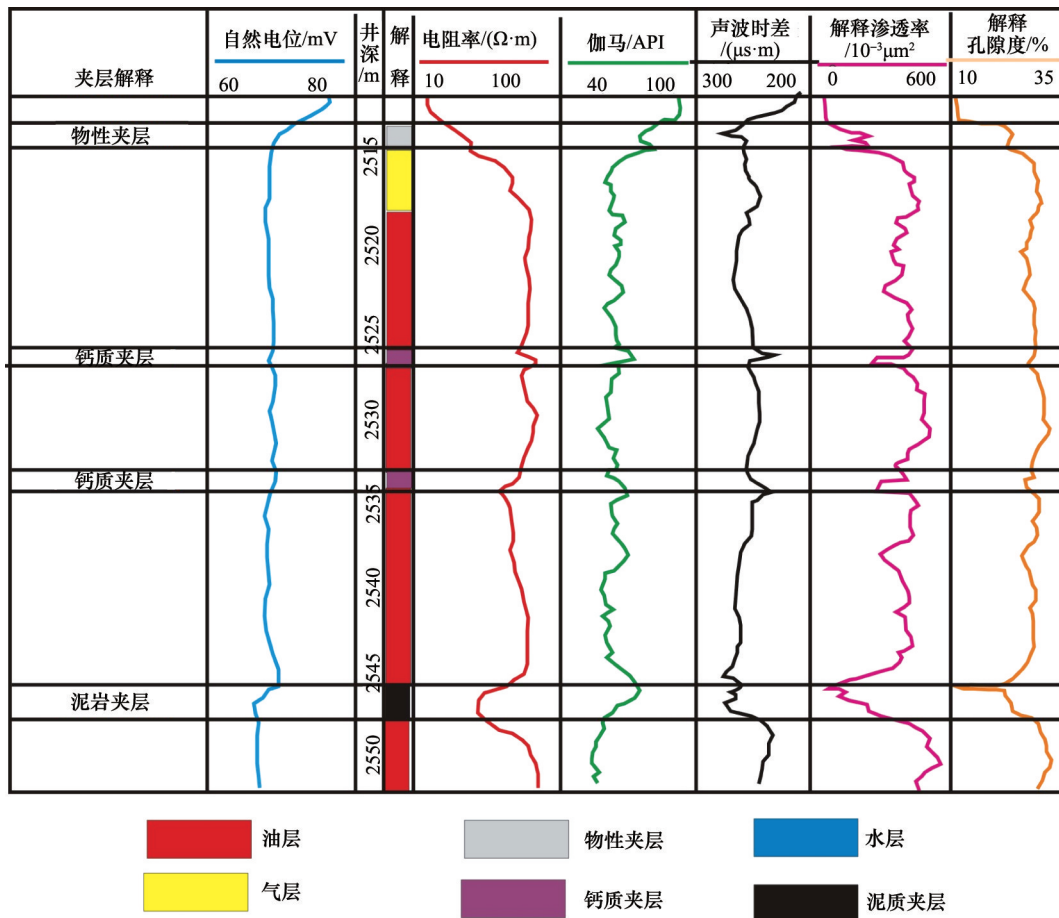 夹层解释
自然电位/mV
60 80
井深/m
解释
电阻率/(Ω·m)
10 100
伽马/API
40 100
声波时差
/(μs·m)
300 200
解释渗透率
/10⁻³μm²
0 600
解释
孔隙度/%
10 35
物性夹层
钙质夹层
钙质夹层
泥岩夹层
2515
2520
2525
2530
2535
2540
2545
2550
油层
物性夹层
水层
气层
钙质夹层
泥质夹层